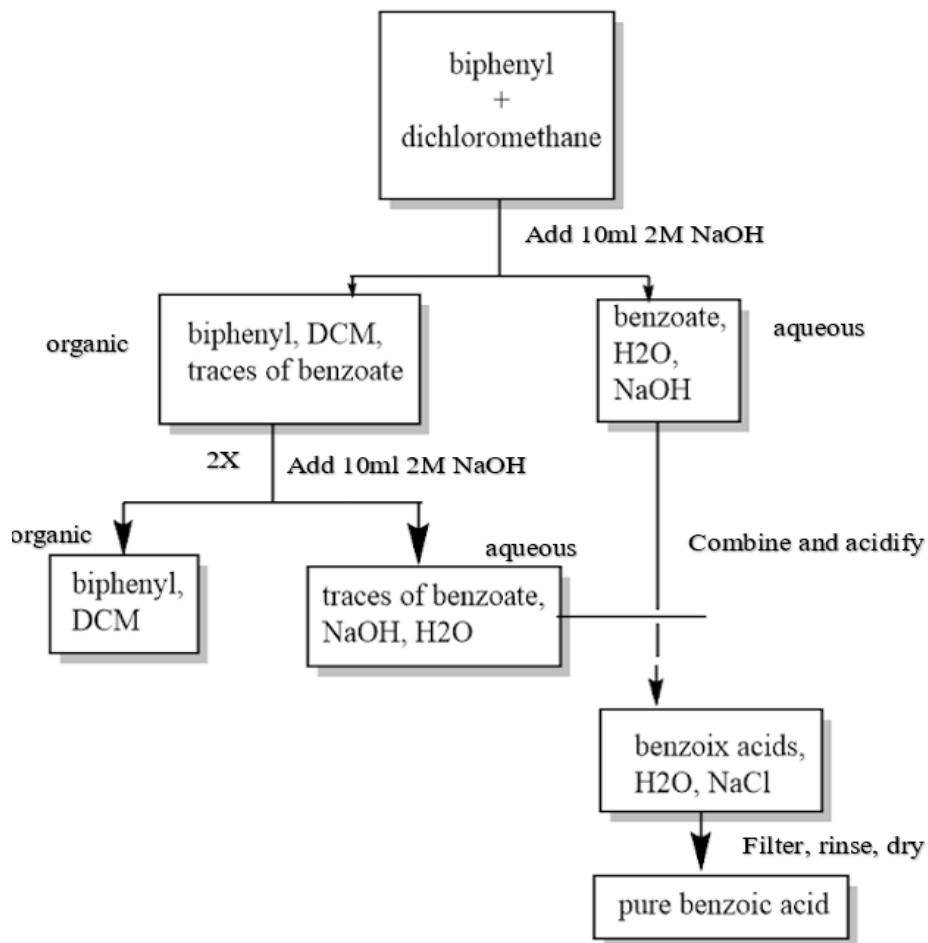 biphenyl
+
dichloromethane
Add 10ml 2M NaOH
organic
biphenyl, DCM,
traces of benzoate
benzoate,
H2O,
NaOH
aqueous
2X
Add 10ml 2M NaOH
organic
biphenyl,
DCM
aqueous
traces of benzoate,
NaOH, H2O
Combine and acidify
benzoix acids,
H2O, NaCl
Filter, rinse, dry
pure benzoic acid